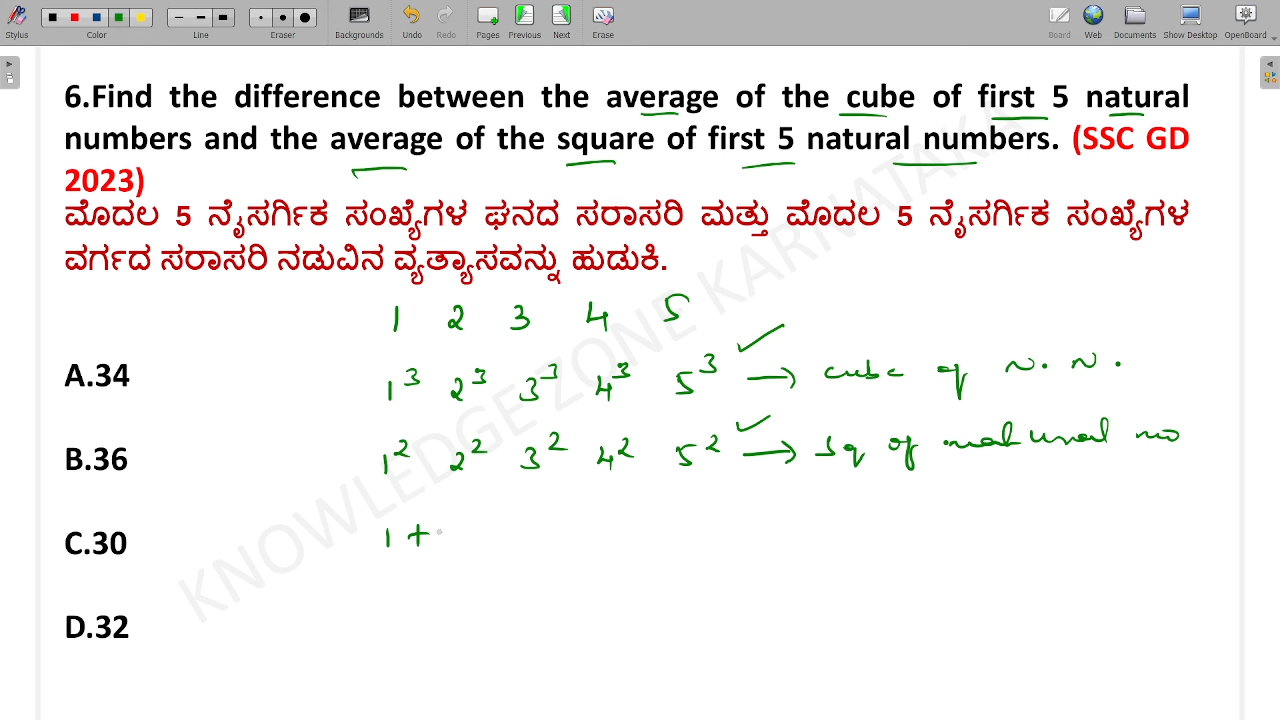 Stylus Color Line Eraser Backgrounds Undo Redo Pages Previous Next Erase Board Web Documents Show Desktop OpenBoard
6.Find the difference between the average of the cube of first 5 natural
numbers and the average of the square of first 5 natural numbers. (SSC GD
2023)
ಮೊದಲ 5 ನೈಸರ್ಗಿಕ ಸಂಖ್ಯೆಗಳ ಘನದ ಸರಾಸರಿ ಮತ್ತು ಮೊದಲ 5 ನೈಸರ್ಗಿಕ ಸಂಖ್ಯೆಗಳ
ವರ್ಗದ ಸರಾಸರಿ ನಡುವಿನ ವ್ಯತ್ಯಾಸವನ್ನು ಹುಡುಕಿ.
1 2 3 4 5
A.34
1³ 2³ 3³ 4³ 5³ → cube of N. N.
B.36
1² 2² 3² 4² 5² → sq of natural no
C.30
1 +
D.32
KNOWLEDGE ZONE KARNATAKA